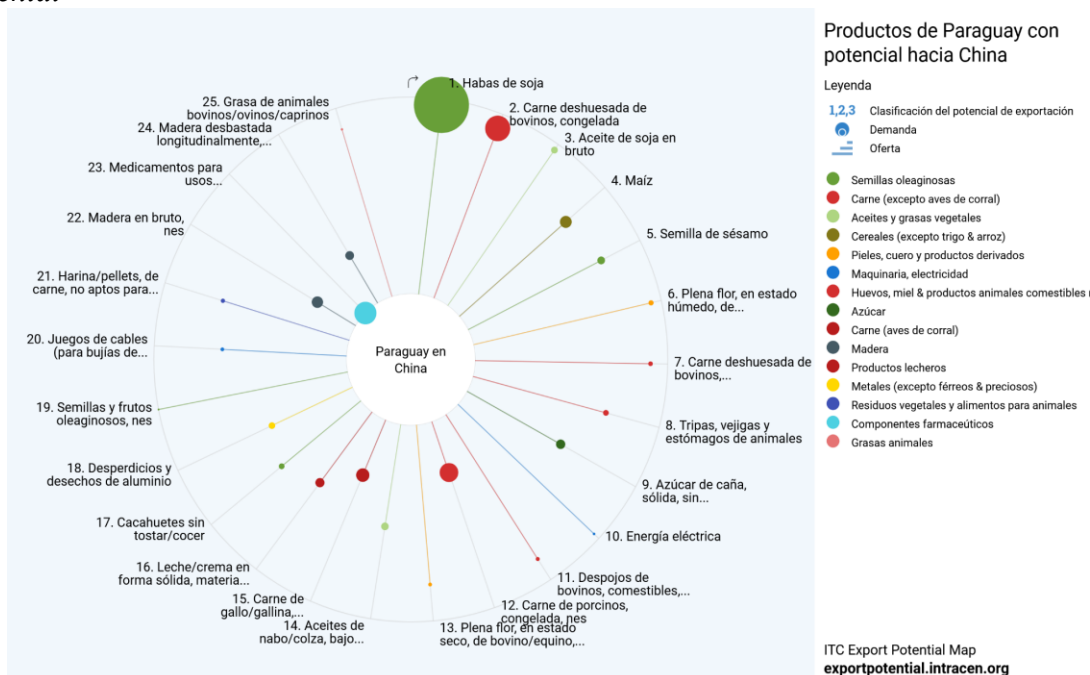 Productos de Paraguay con
potencial hacia China
Leyenda
1,2,3 Clasificación del potencial de exportación
Demanda
Oferta
Semillas oleaginosas
Carne (excepto aves de corral)
Aceites y grasas vegetales
Cereales (excepto trigo & arroz)
Pieles, cuero y productos derivados
Maquinaria, electricidad
Huevos, miel & productos animales comestibles
Azúcar
Carne (aves de corral)
Madera
Productos lecheros
Metales (excepto férreos & preciosos)
Residuos vegetales y alimentos para animales
Componentes farmaceúticos
Grasas animales
1. Habas de soja
2. Carne deshuesada de
bovinos, congelada
3. Aceite de soja en
bruto
4. Maíz
5. Semilla de sésamo
6. Plena flor, en estado
húmedo, de...
7. Carne deshuesada de
bovinos,...
8. Tripas, vejigas y
estómagos de animales
9. Azúcar de caña,
sólida, sin...
10. Energía eléctrica
11. Despojos de
bovinos, comestibles,...
12. Carne de porcinos,
congelada, nes
13. Plena flor, en estado
seco, de bovino/equino,...
14. Aceites de
nabo/colza, bajo...
15. Carne de
gallo/gallina,...
16. Leche/crema en
forma sólida, materia...
17. Cacahuetes sin
tostar/cocer
18. Desperdicios y
desechos de aluminio
19. Semillas y frutos
oleaginosos, nes
20. Juegos de cables
(para bujías de...
21. Harina/pellets, de
carne, no aptos para...
22. Madera en bruto,
nes
23. Medicamentos para
usos...
24. Madera desbastada
longitudinalmente,...
25. Grasa de animales
bovinos/ovinos/caprinos
Paraguay en
China
ITC Export Potential Map
exportpotential.intracen.org